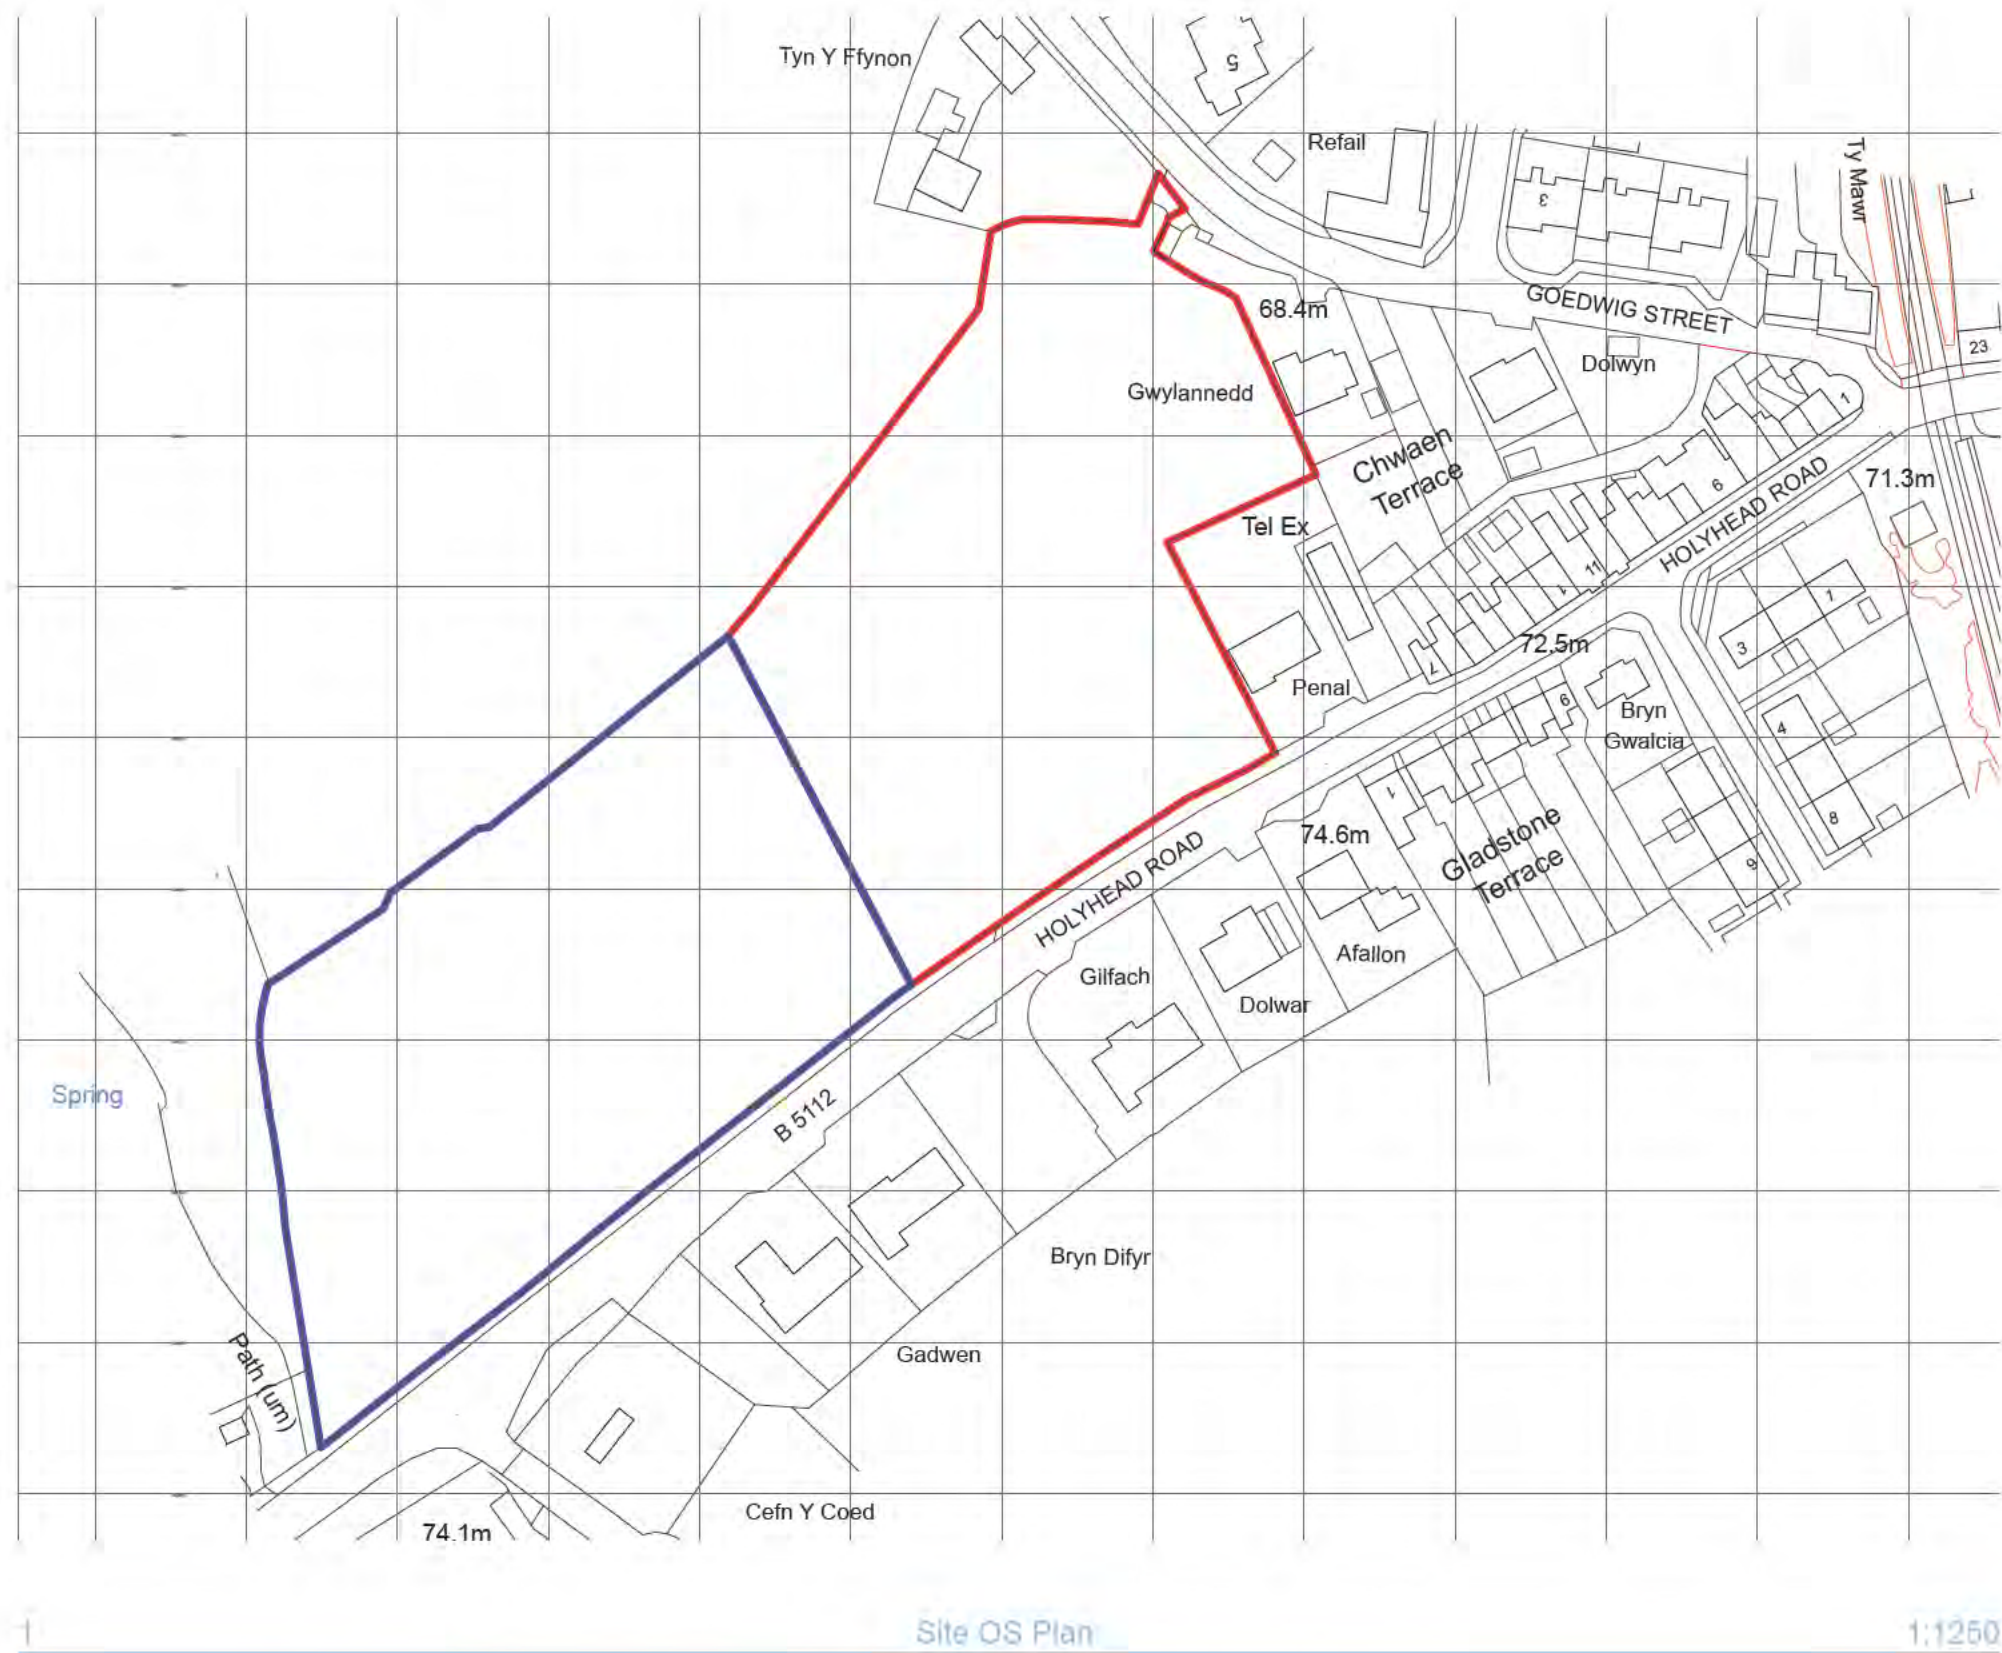 Tyn Y Ffynon
5
Refail
Ty Mawr
3
GOEDWIG STREET
68.4m
23
Dolwyn
Gwylannedd
1
Chwaen
Terrace
71.3m
9
HOLYHEAD ROAD
Tel Ex
11
1
1
3
72.5m
7
Penal
9
Bryn
Gwalcia
4
1
8
74.6m
Gladstone
Terrace
9
HOLYHEAD ROAD
Afallon
Gilfach
Dolwar
Spring
B 5112
Bryn Difyr
Gadwen
Path (um)
Cefn Y Coed
74.1m
1
Site OS Plan
1:1250